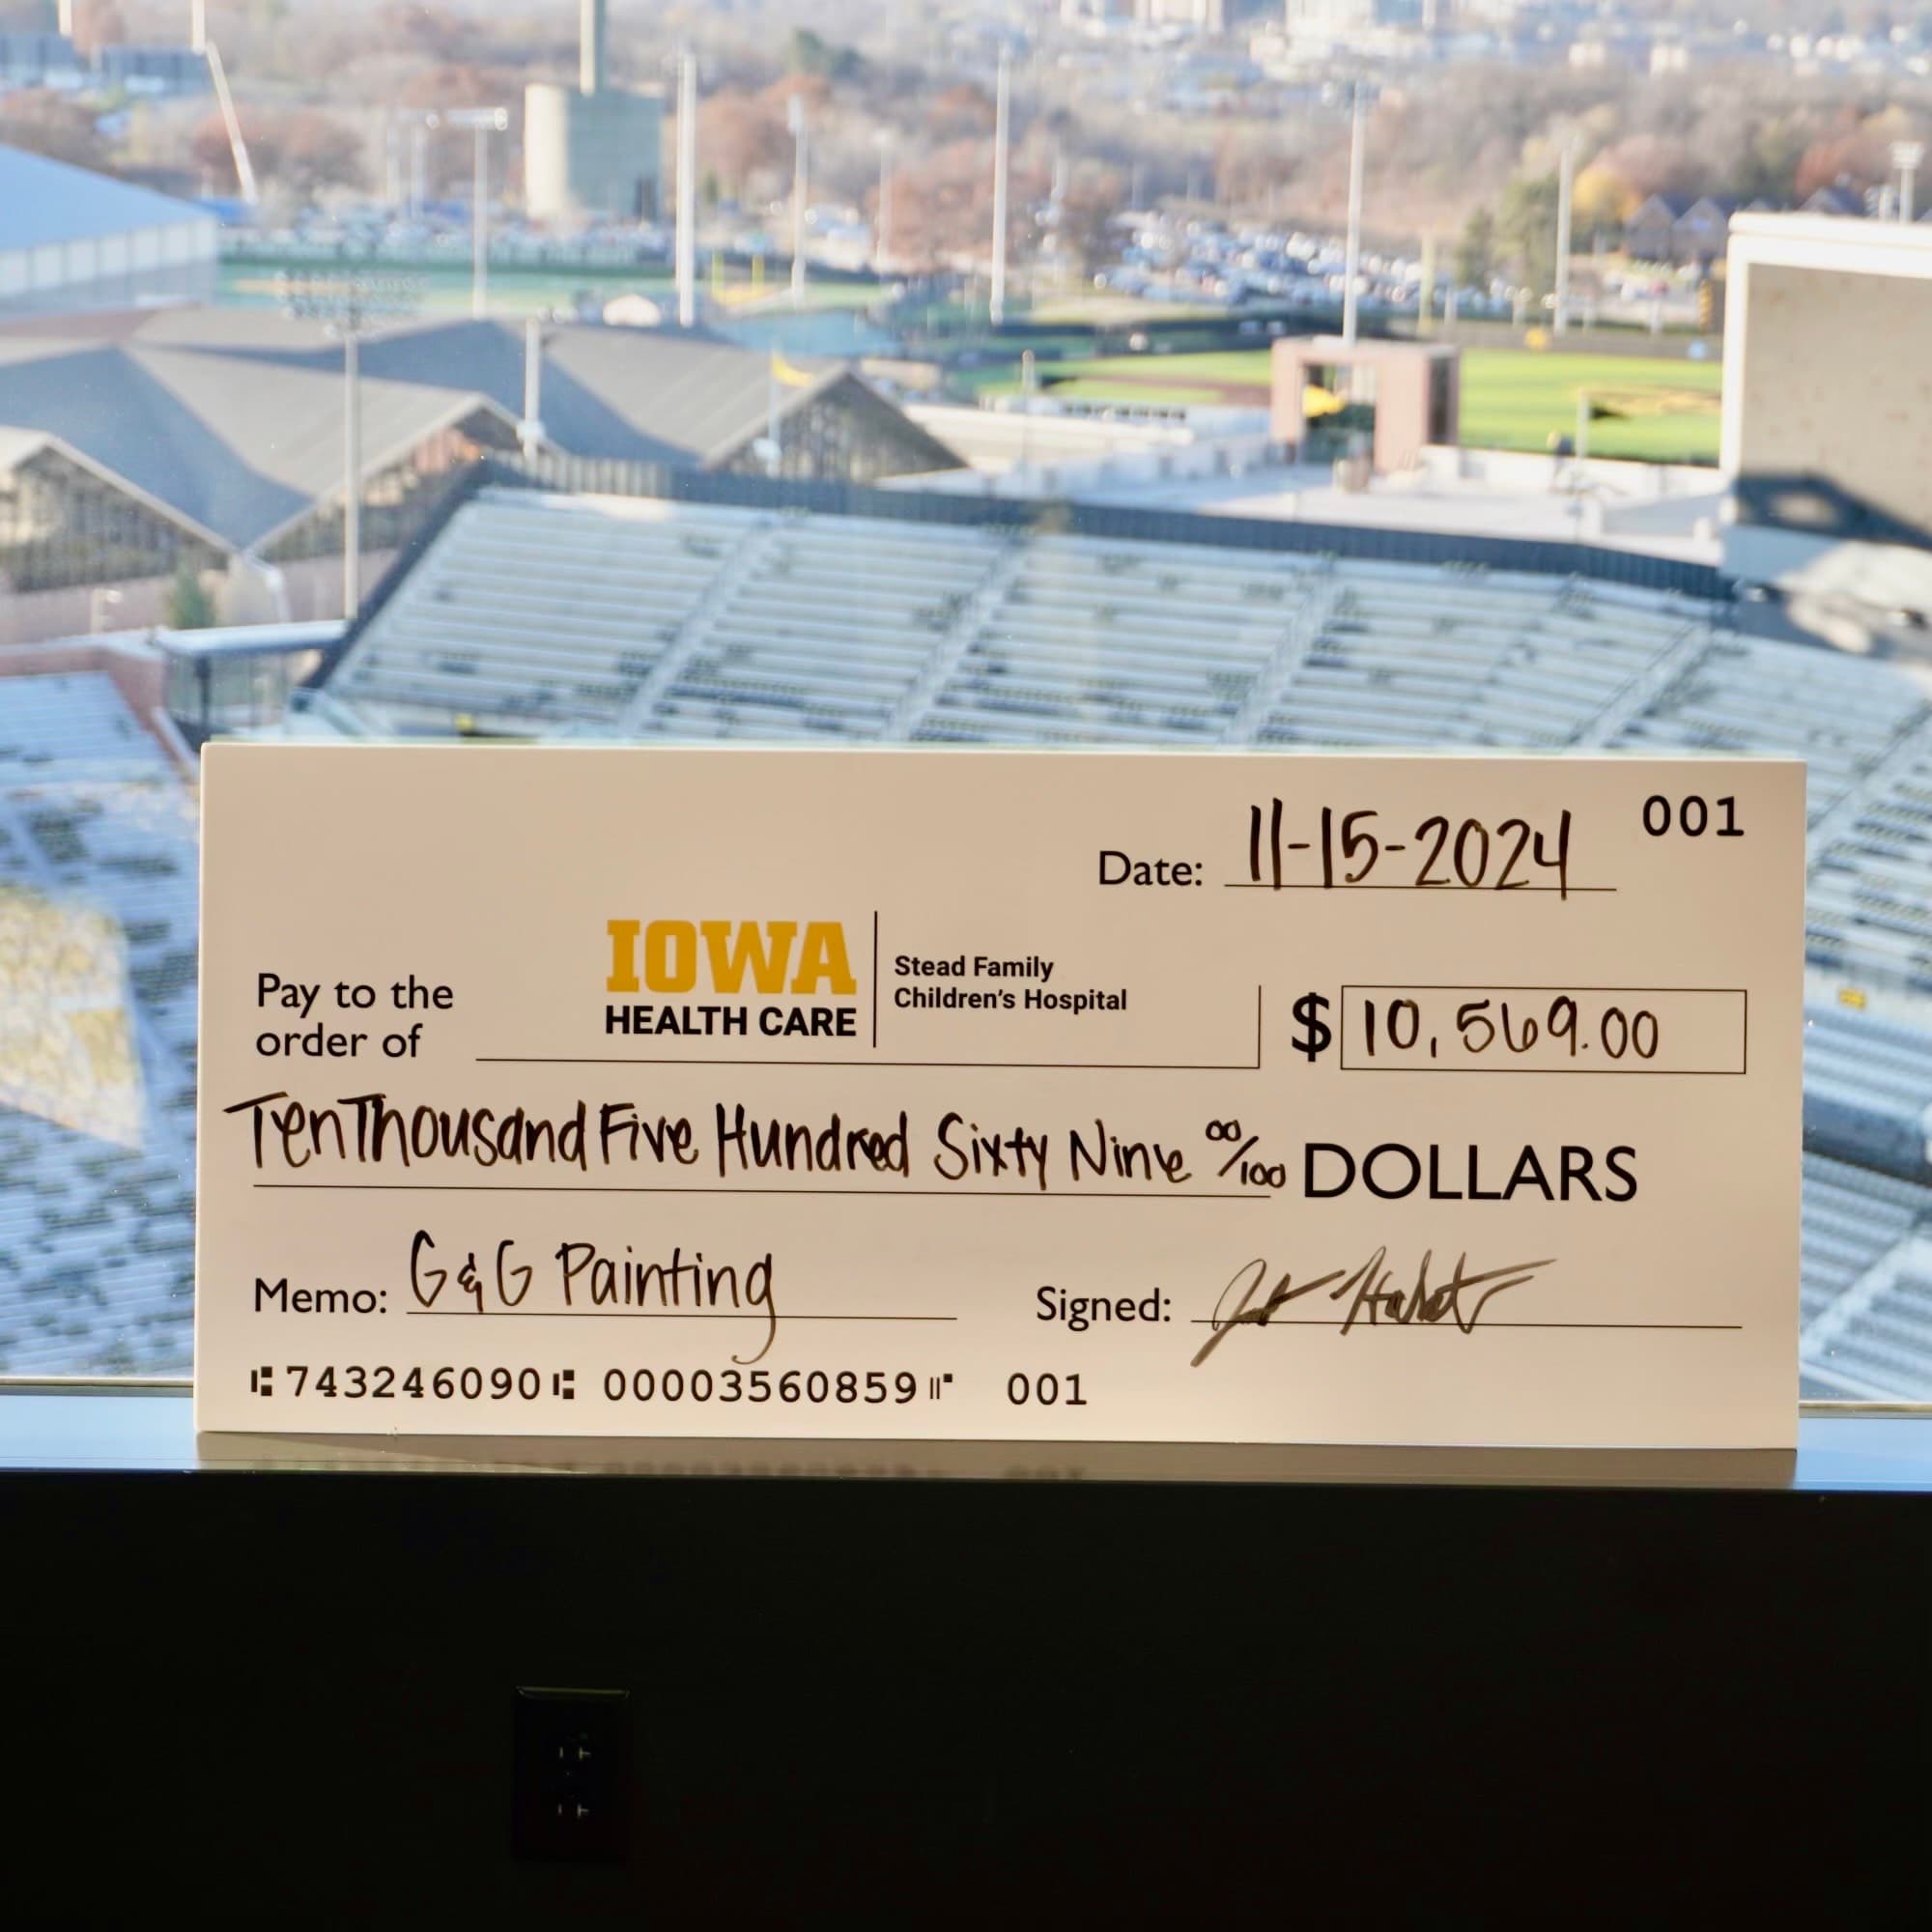 001
Date: 11-15-2024
IOWA
HEALTH CARE
Stead Family
Children's Hospital
Pay to the
order of
$ 10,569.00
Ten Thousand Five Hundred Sixty Nine 00/100 DOLLARS
Memo: G&G Painting
Signed:
⑆743246090⑆ 00003560859⑈ 001